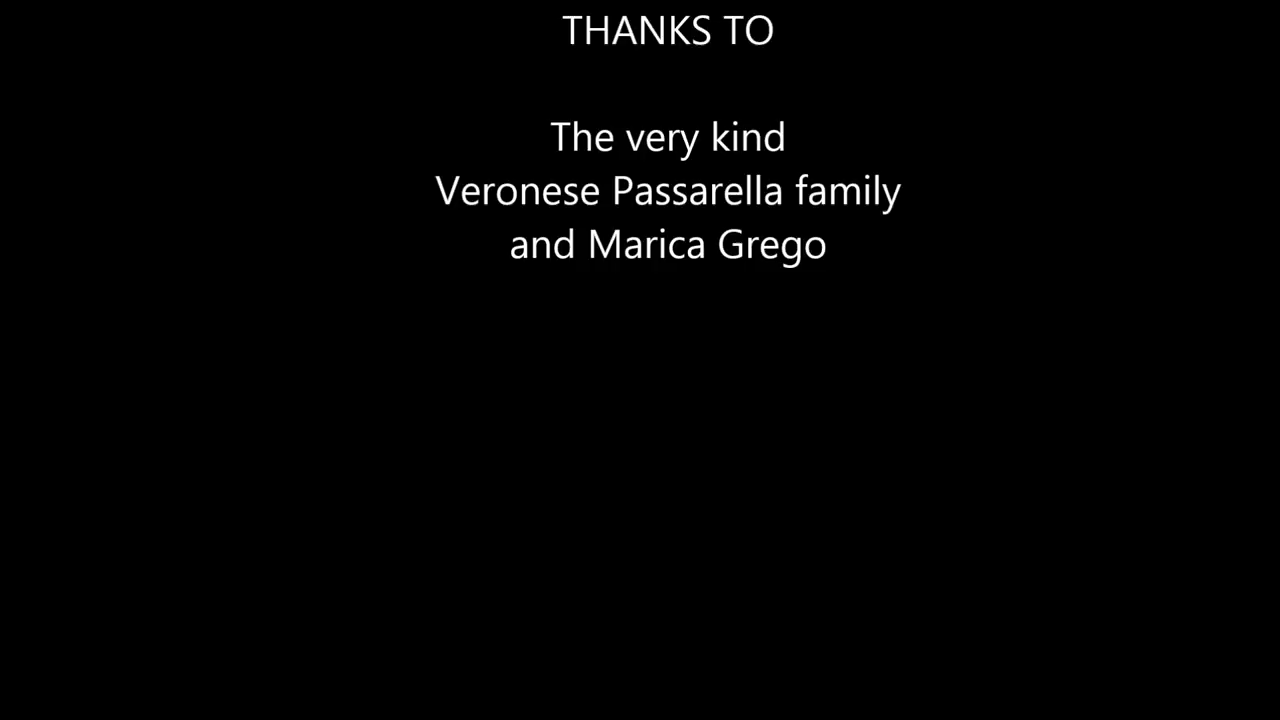 THANKS TO
The very kind
Veronese Passarella family
and Marica Grego